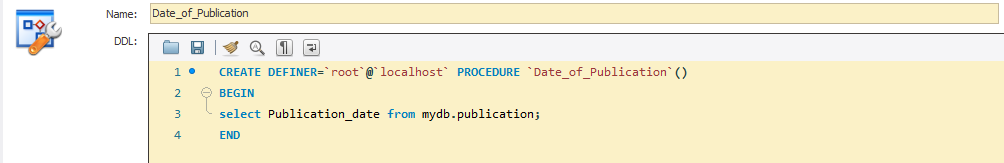 Name: Date_of_Publication
DDL:
1 CREATE DEFINER=`root`@`localhost` PROCEDURE `Date_of_Publication`()
2 BEGIN
3 select Publication_date from mydb.publication;
4 END